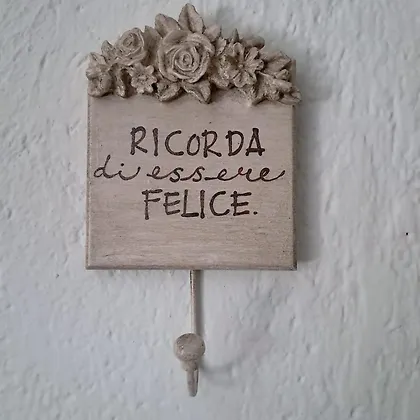 RICORDA
di essere
FELICE.